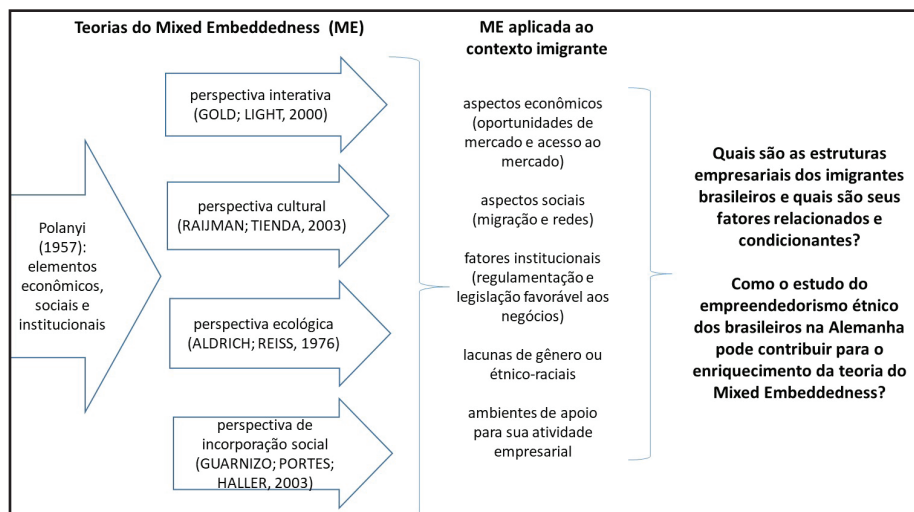 Teorias do Mixed Embeddedness (ME)
Polanyi
(1957):
elementos
econômicos,
sociais e
institucionais
perspectiva interativa
(GOLD; LIGHT, 2000)
perspectiva cultural
(RAIJMAN; TIENDA, 2003)
perspectiva ecológica
(ALDRICH; REISS, 1976)
perspectiva de
incorporação social
(GUARNIZO; PORTES;
HALLER, 2003)
ME aplicada ao
contexto imigrante
aspectos econômicos
(oportunidades de
mercado e acesso ao
mercado)
aspectos sociais
(migração e redes)
fatores institucionais
(regulamentação e
legislação favorável aos
negócios)
lacunas de gênero ou
étnico-raciais
ambientes de apoio
para sua atividade
empresarial
Quais são as estruturas
empresariais dos imigrantes
brasileiros e quais são seus
fatores relacionados e
condicionantes?
Como o estudo do
empreendedorismo étnico
dos brasileiros na Alemanha
pode contribuir para o
enriquecimento da teoria do
Mixed Embeddedness?